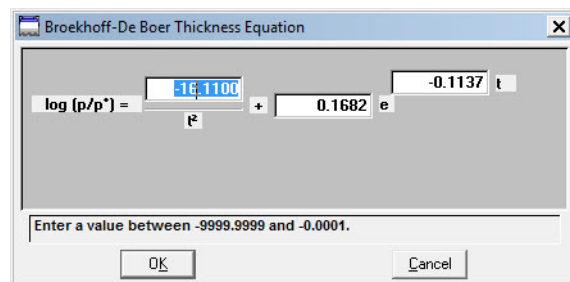 Broekhoff-De Boer Thickness Equation
-0.1137 t
-16.1100
log (p/p*) = + 0.1682 e
t²
Enter a value between -9999.9999 and -0.0001.
OK Cancel